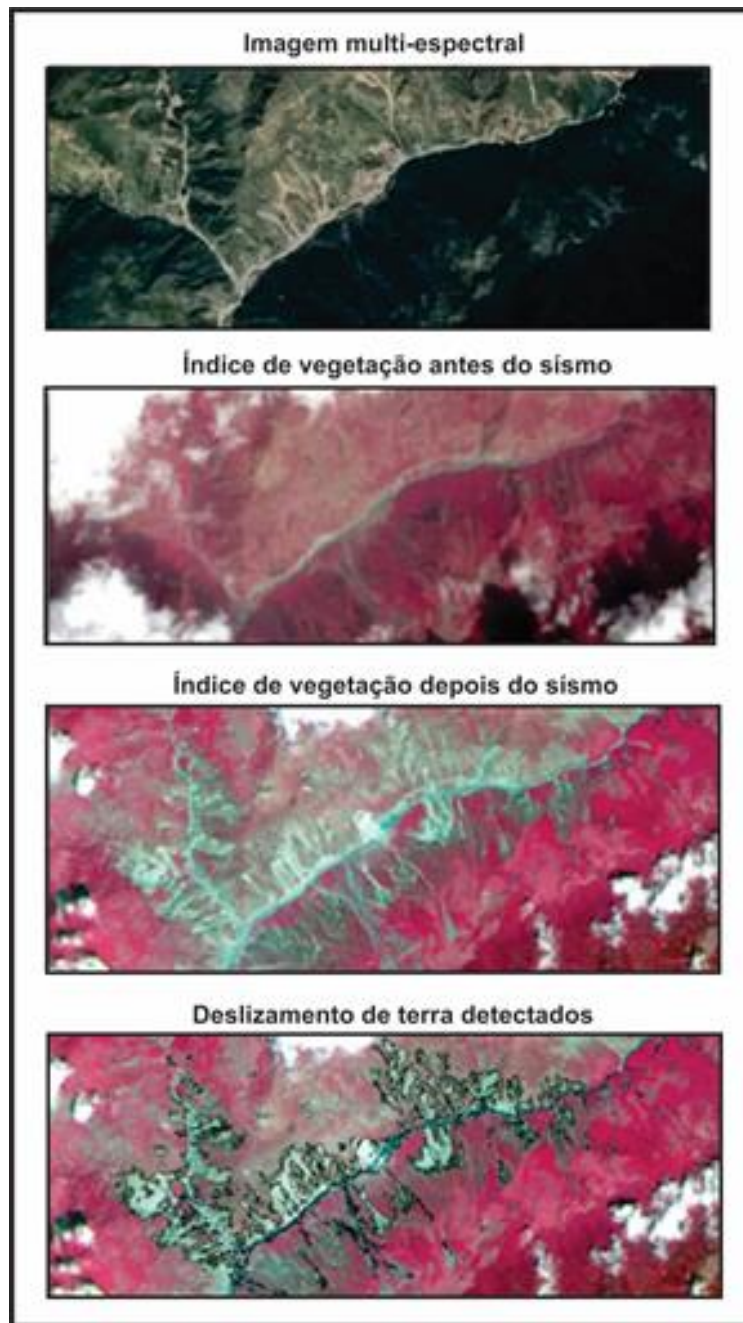 Imagem multi-espectral
Índice de vegetação antes do sísmo
Índice de vegetação depois do sísmo
Deslizamento de terra detectados